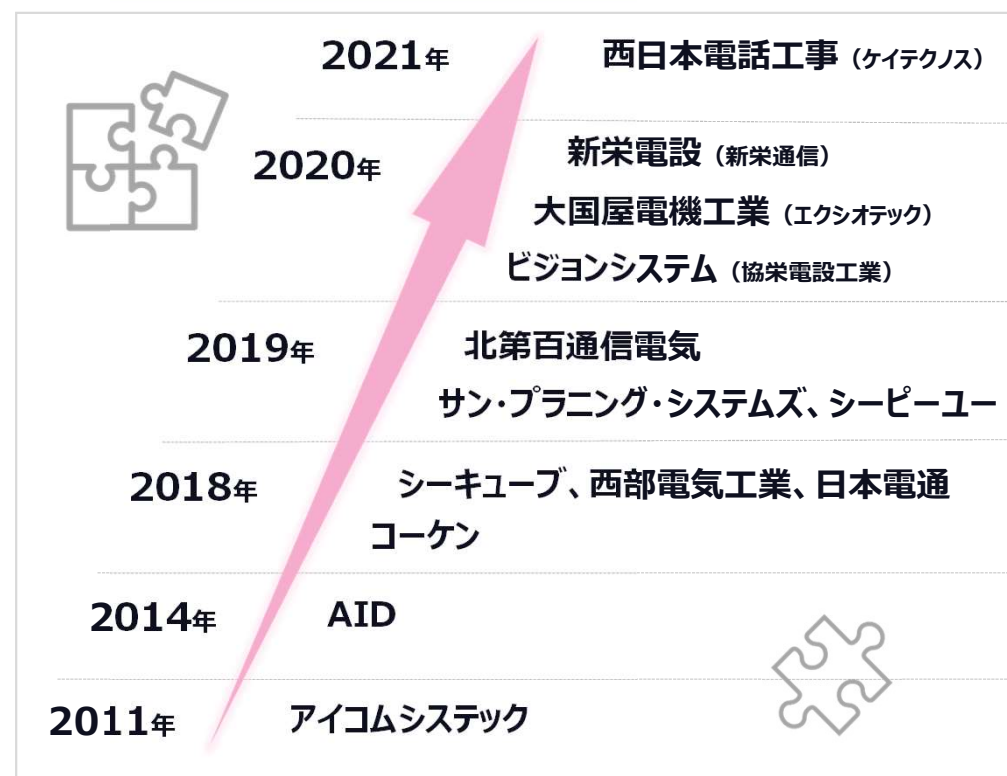 2021年 西日本電話工事（ケイテクノス）
2020年 新栄電設（新栄通信）
大国屋電機工業（エクシオテック）
ビジョンシステム（協栄電設工業）
2019年 北第百通信電気
サン・プラニング・システムズ、シーピーユー
2018年 シーキューブ、西部電気工業、日本電通
コーケン
2014年 AID
2011年 アイコムシステック